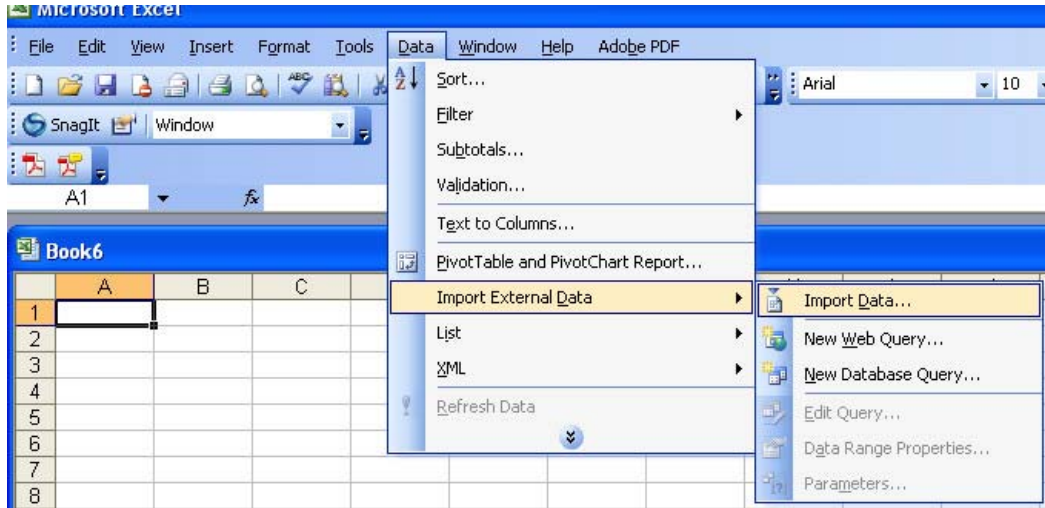 Microsoft Excel
File Edit View Insert Format Tools Data Window Help Adobe PDF
ABC Arial 10
SnagIt Window
A1 fx
Book6
A B C
1
2
3
4
5
6
7
8
Sort...
Filter
Subtotals...
Validation...
Text to Columns...
PivotTable and PivotChart Report...
Import External Data
List
XML
Refresh Data
Import Data...
New Web Query...
New Database Query...
Edit Query...
Data Range Properties...
Parameters...